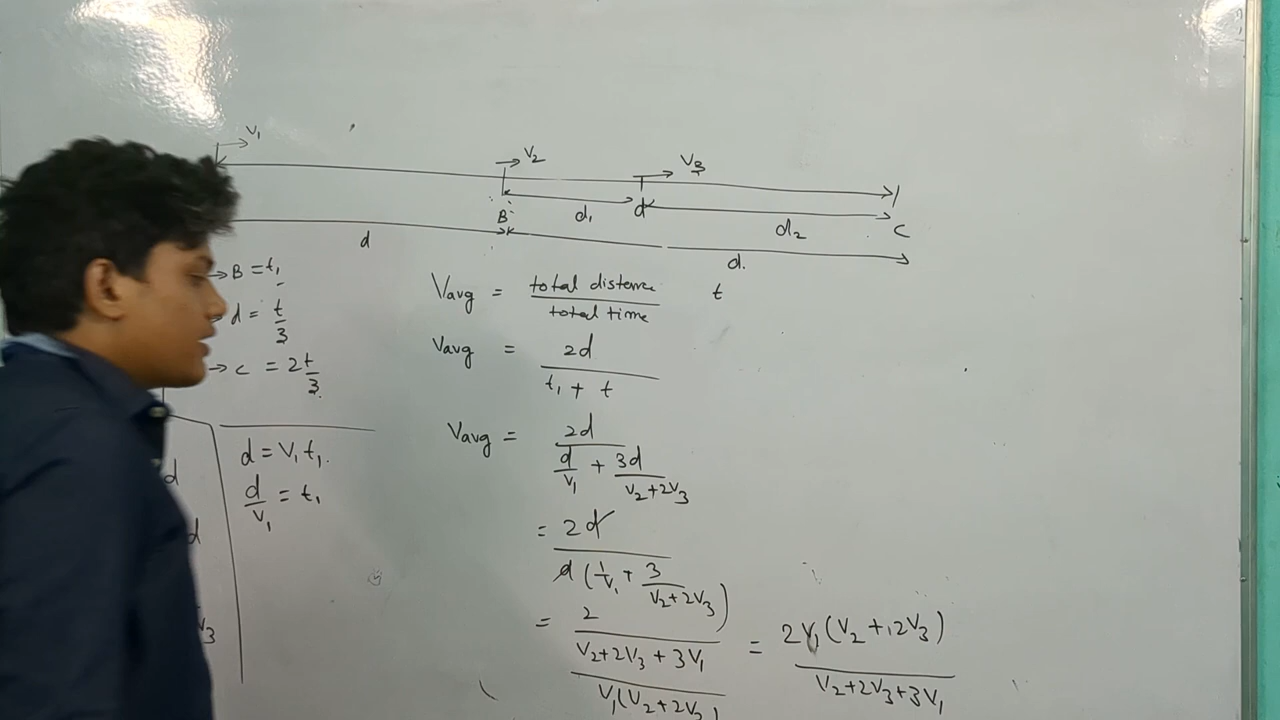 V₁
V₂
V₃
B
d₁
d
d₂
C
d
d.
→ B = t₁
d = t/3
→ C = 2t/3
d
d
V₃
d = V₁t₁.
d/V₁ = t₁
Vavg = total distance / total time
t
Vavg = 2d / t₁ + t
Vavg = 2d / d/V₁ + 3d/V₂+2V₃
= 2d / d (1/V₁ + 3/V₂+2V₃)
= 2 / V₂+2V₃ + 3V₁ / V₁(V₂+2V₃)
= 2V₁(V₂+2V₃) / V₂+2V₃+3V₁